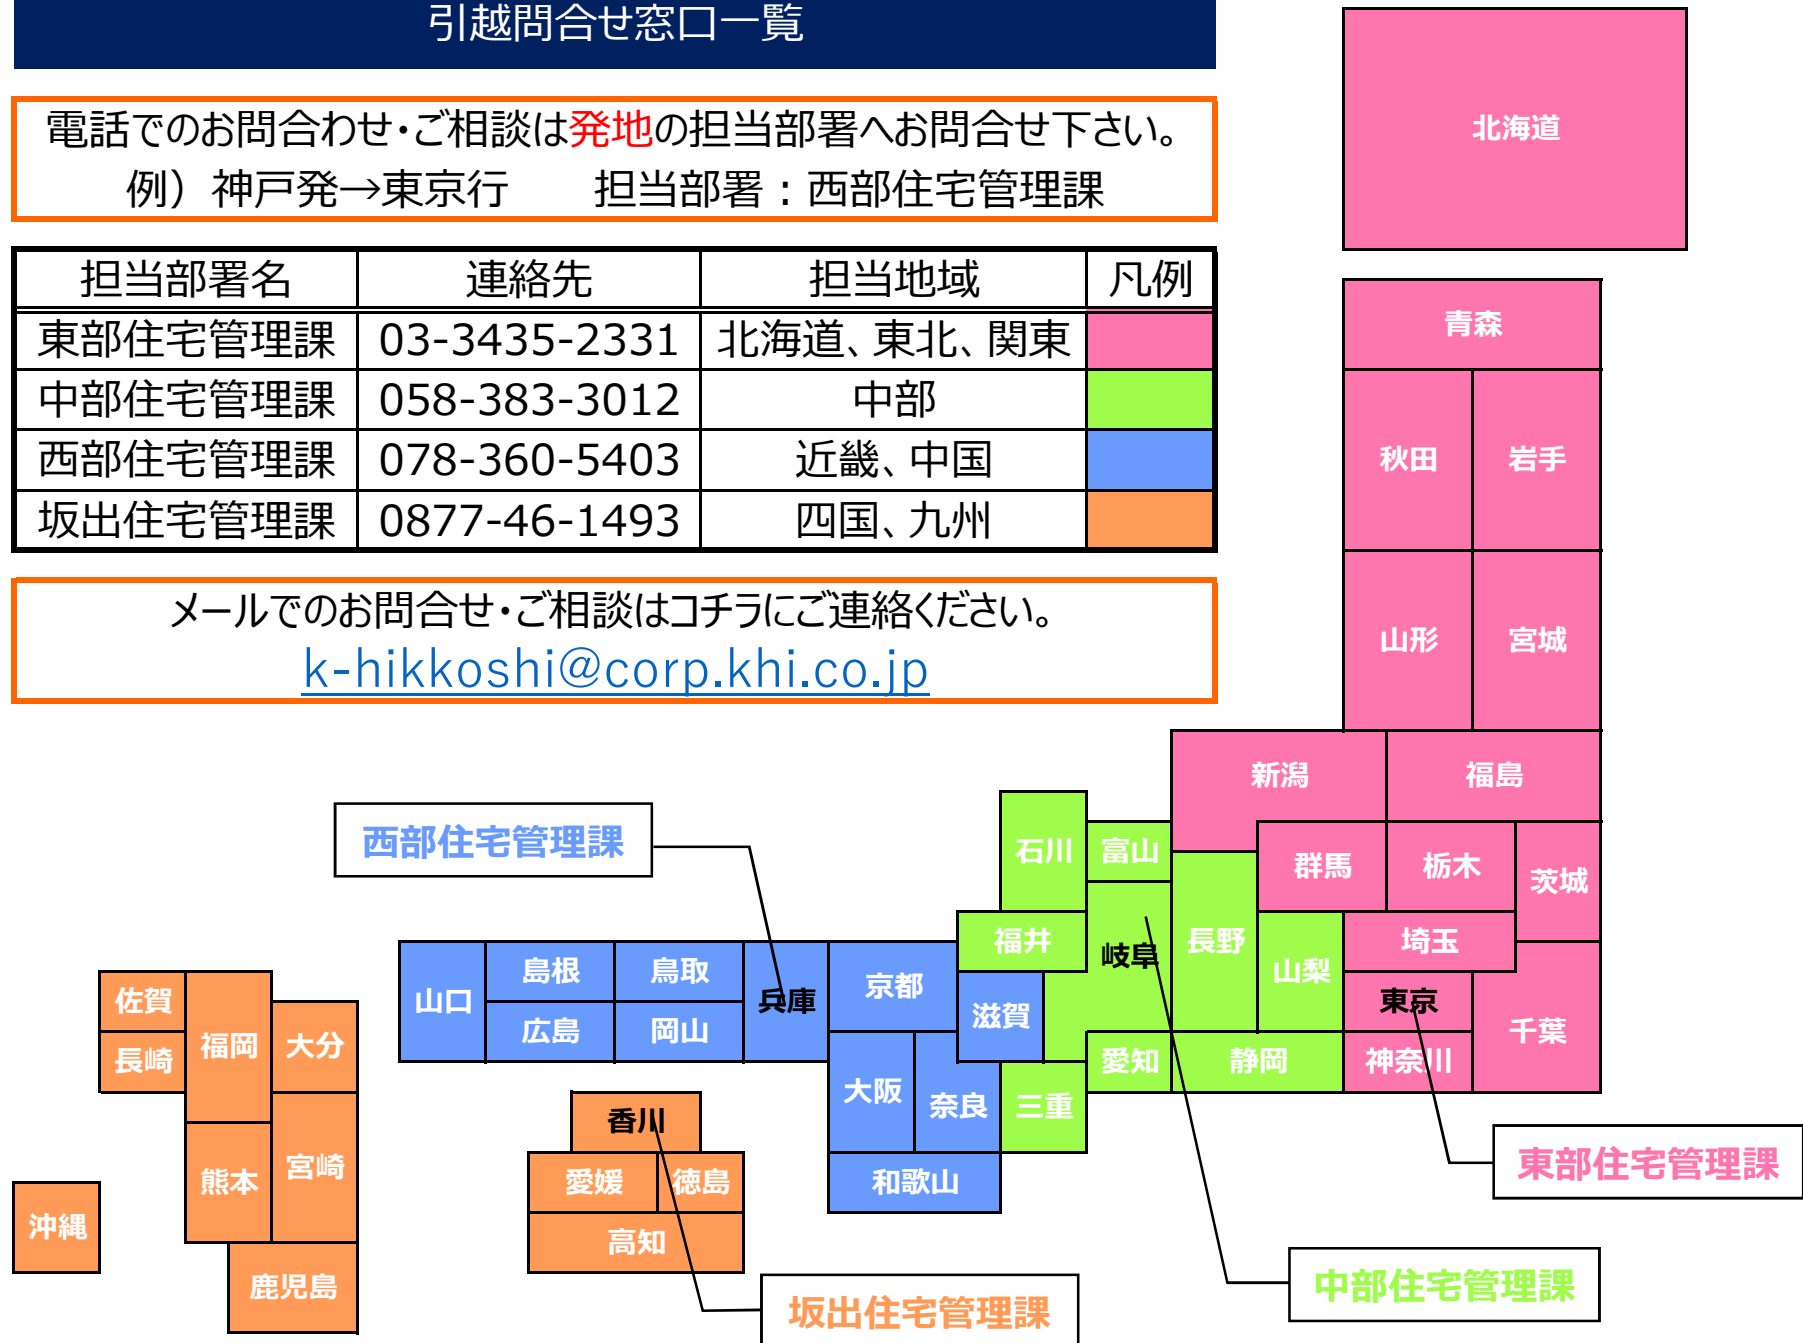 引越問合せ窓口一覧
電話でのお問合わせ・ご相談は発地の担当部署へお問合せ下さい。
例）神戸発→東京行　　担当部署：西部住宅管理課
担当部署名 連絡先 担当地域 凡例
東部住宅管理課 03-3435-2331 北海道、東北、関東
中部住宅管理課 058-383-3012 中部
西部住宅管理課 078-360-5403 近畿、中国
坂出住宅管理課 0877-46-1493 四国、九州
メールでのお問合せ・ご相談はコチラにご連絡ください。
k-hikkoshi@corp.khi.co.jp
北海道
青森
秋田 岩手
山形 宮城
新潟 福島
西部住宅管理課
石川 富山 群馬 栃木 茨城
福井 岐阜 長野 山梨 埼玉
山口 島根 鳥取 兵庫 京都 滋賀 東京 千葉
広島 岡山
愛知 静岡 神奈川
大阪 奈良 三重
和歌山
佐賀 福岡 大分
長崎
熊本 宮崎
鹿児島
沖縄
香川
愛媛 徳島
高知
東部住宅管理課
中部住宅管理課
坂出住宅管理課